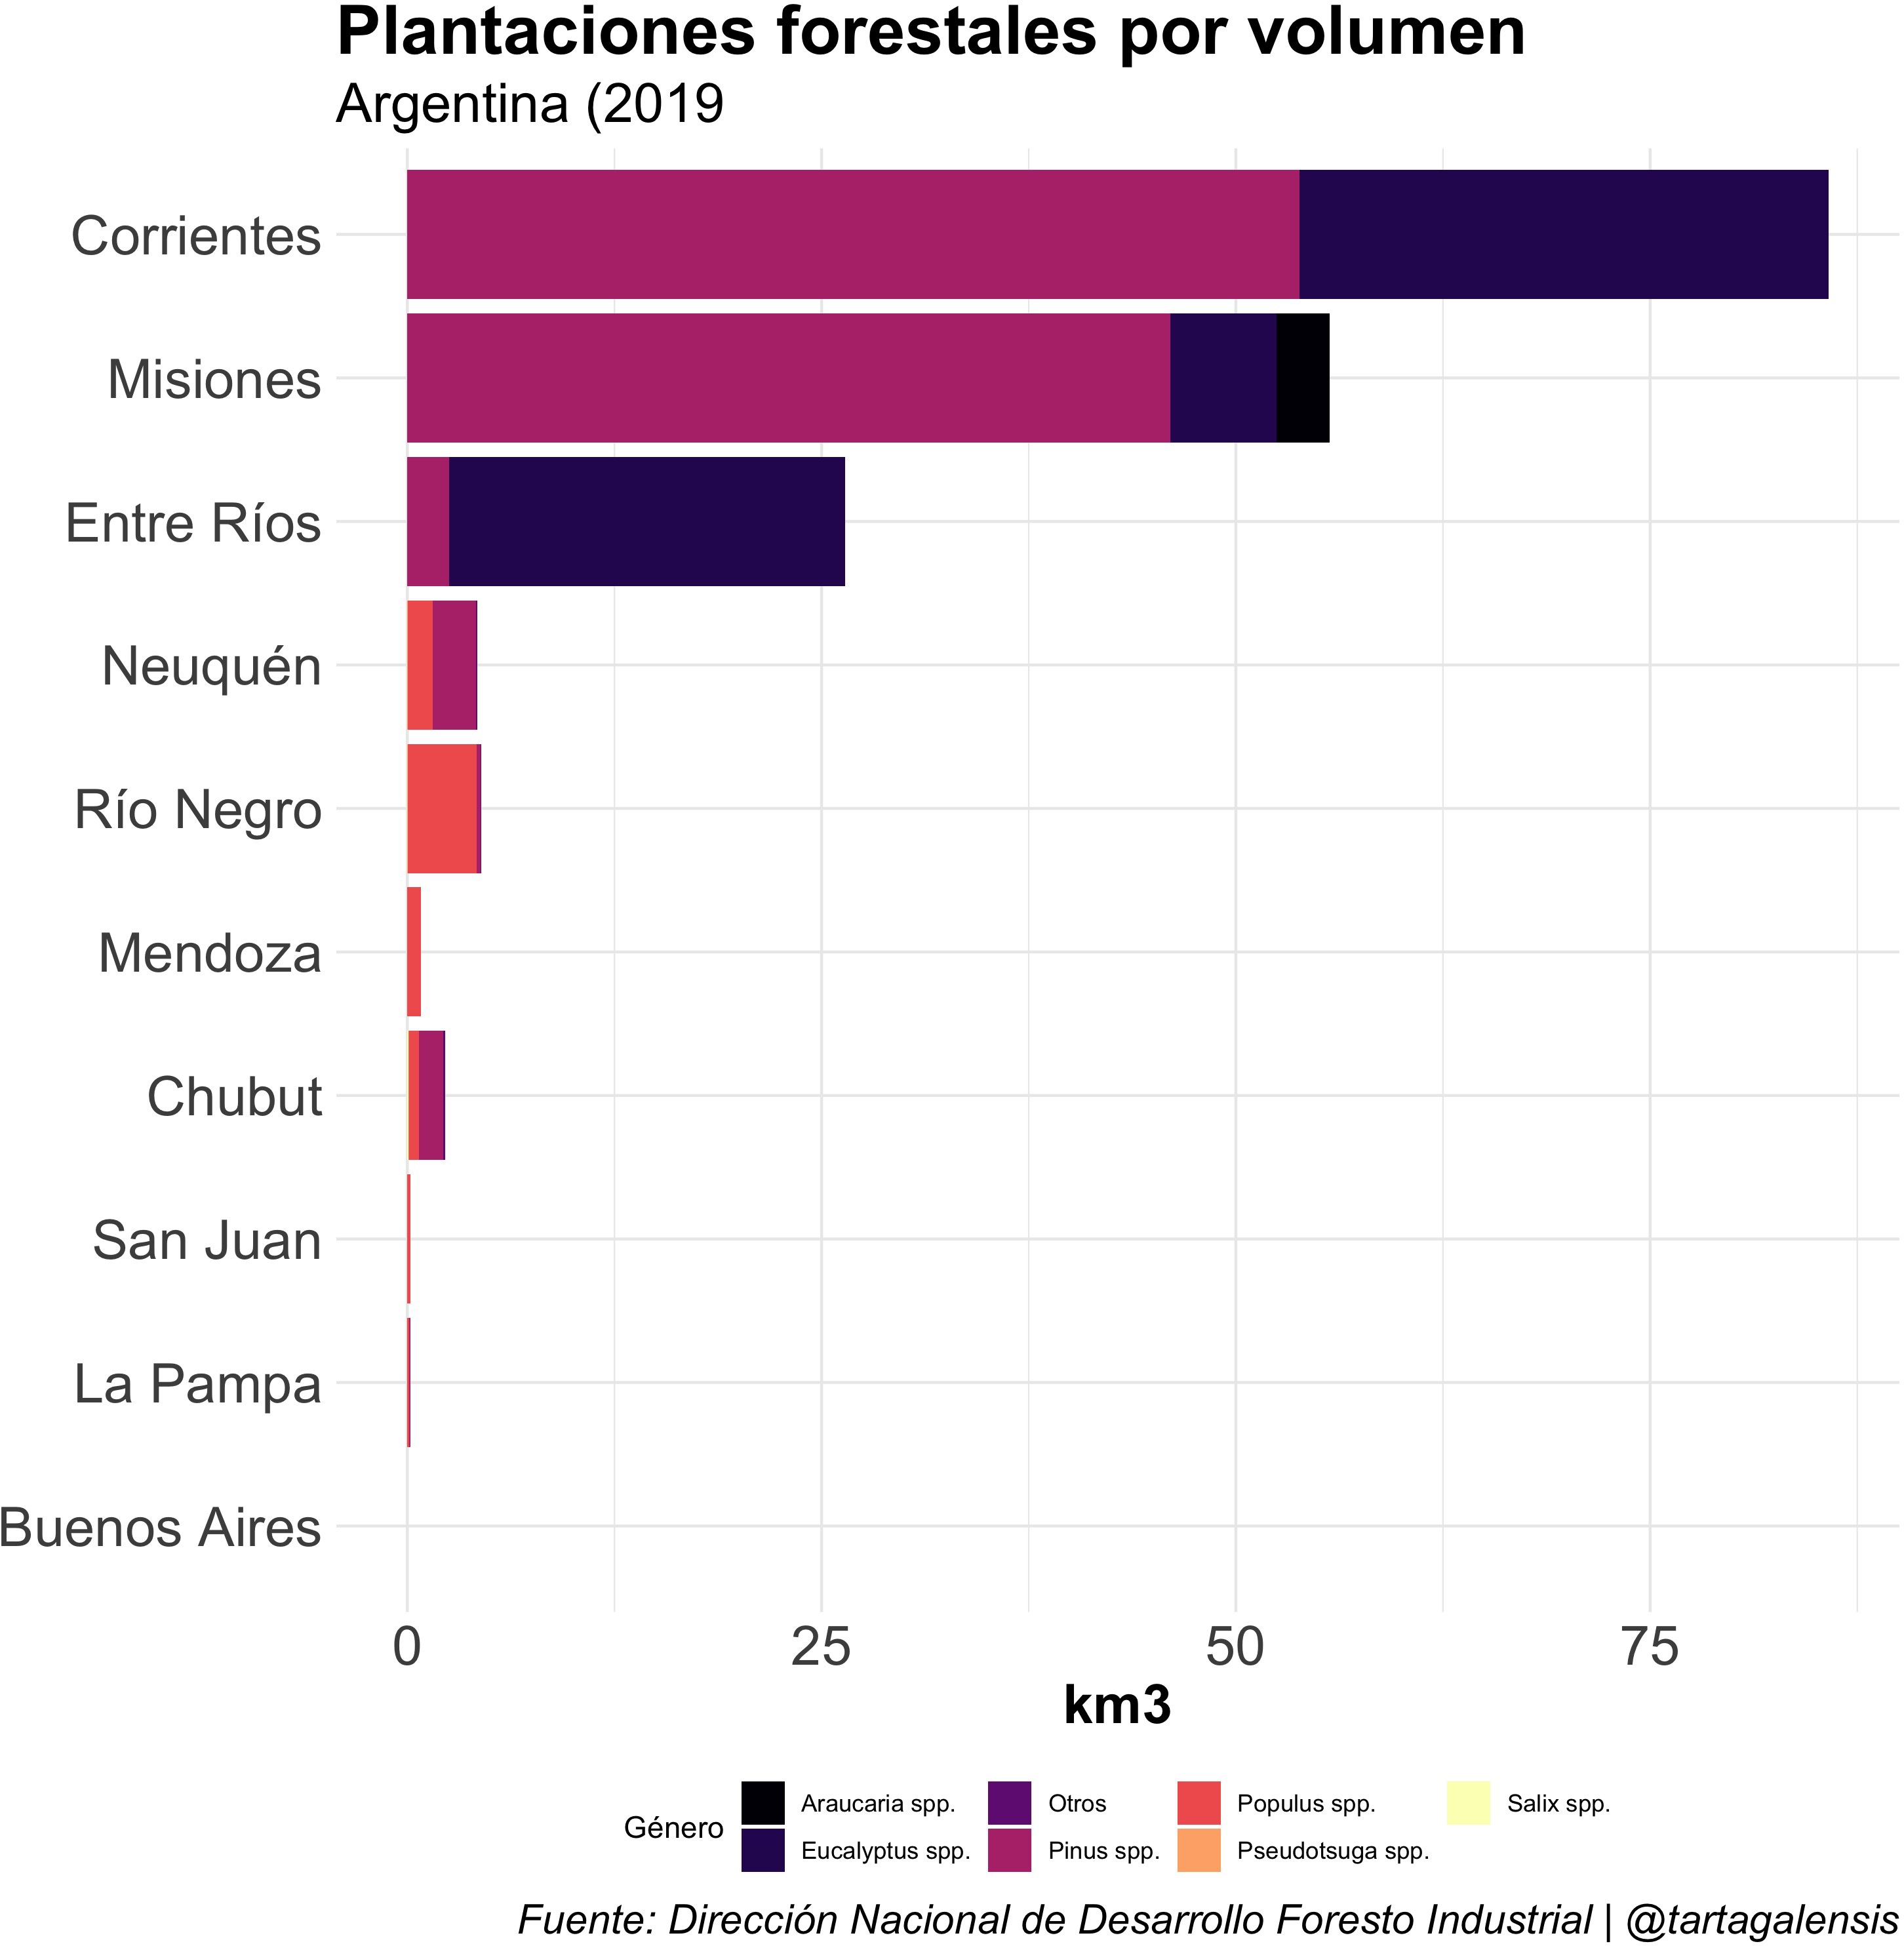 Plantaciones forestales por volumen
Argentina (2019
Corrientes
Misiones
Entre Ríos
Neuquén
Río Negro
Mendoza
Chubut
San Juan
La Pampa
Buenos Aires
0 25 50 75
km3
Género
Araucaria spp. Otros Populus spp. Salix spp.
Eucalyptus spp. Pinus spp. Pseudotsuga spp.
Fuente: Dirección Nacional de Desarrollo Foresto Industrial | @tartagalensis